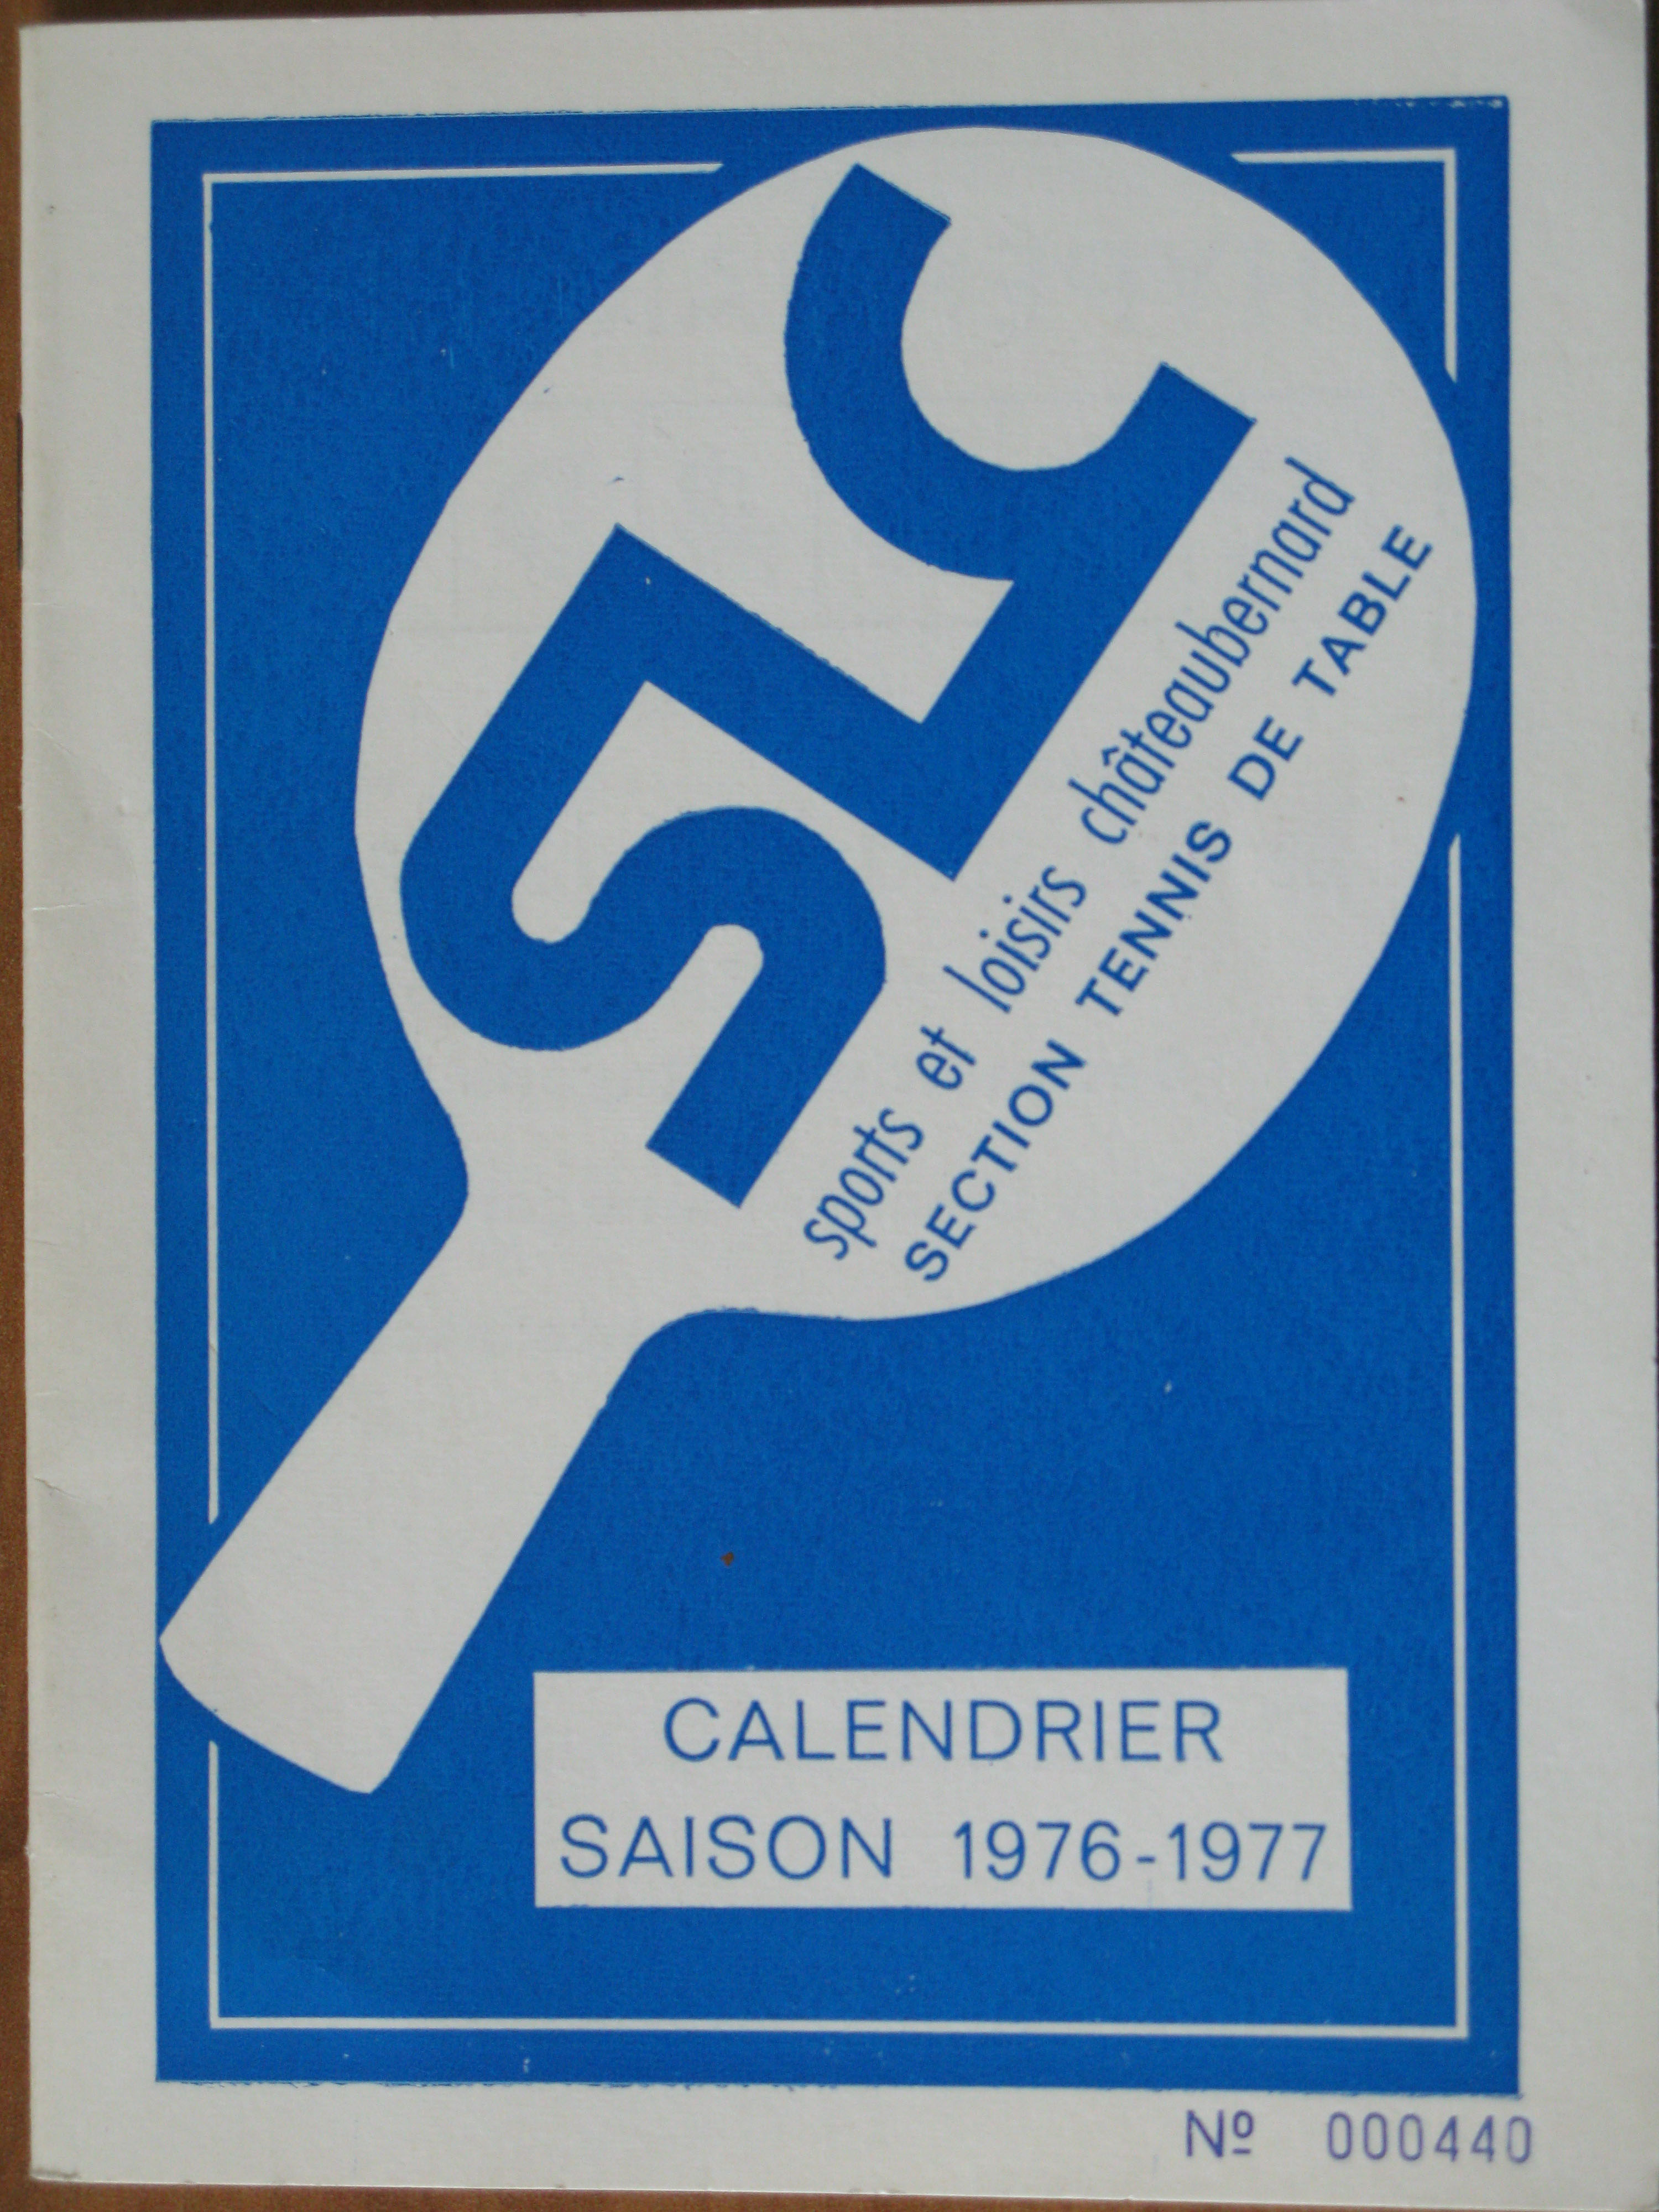 SLC
sports et loisirs châteaubernard
SECTION TENNIS DE TABLE
CALENDRIER
SAISON 1976-1977
Nº 000440